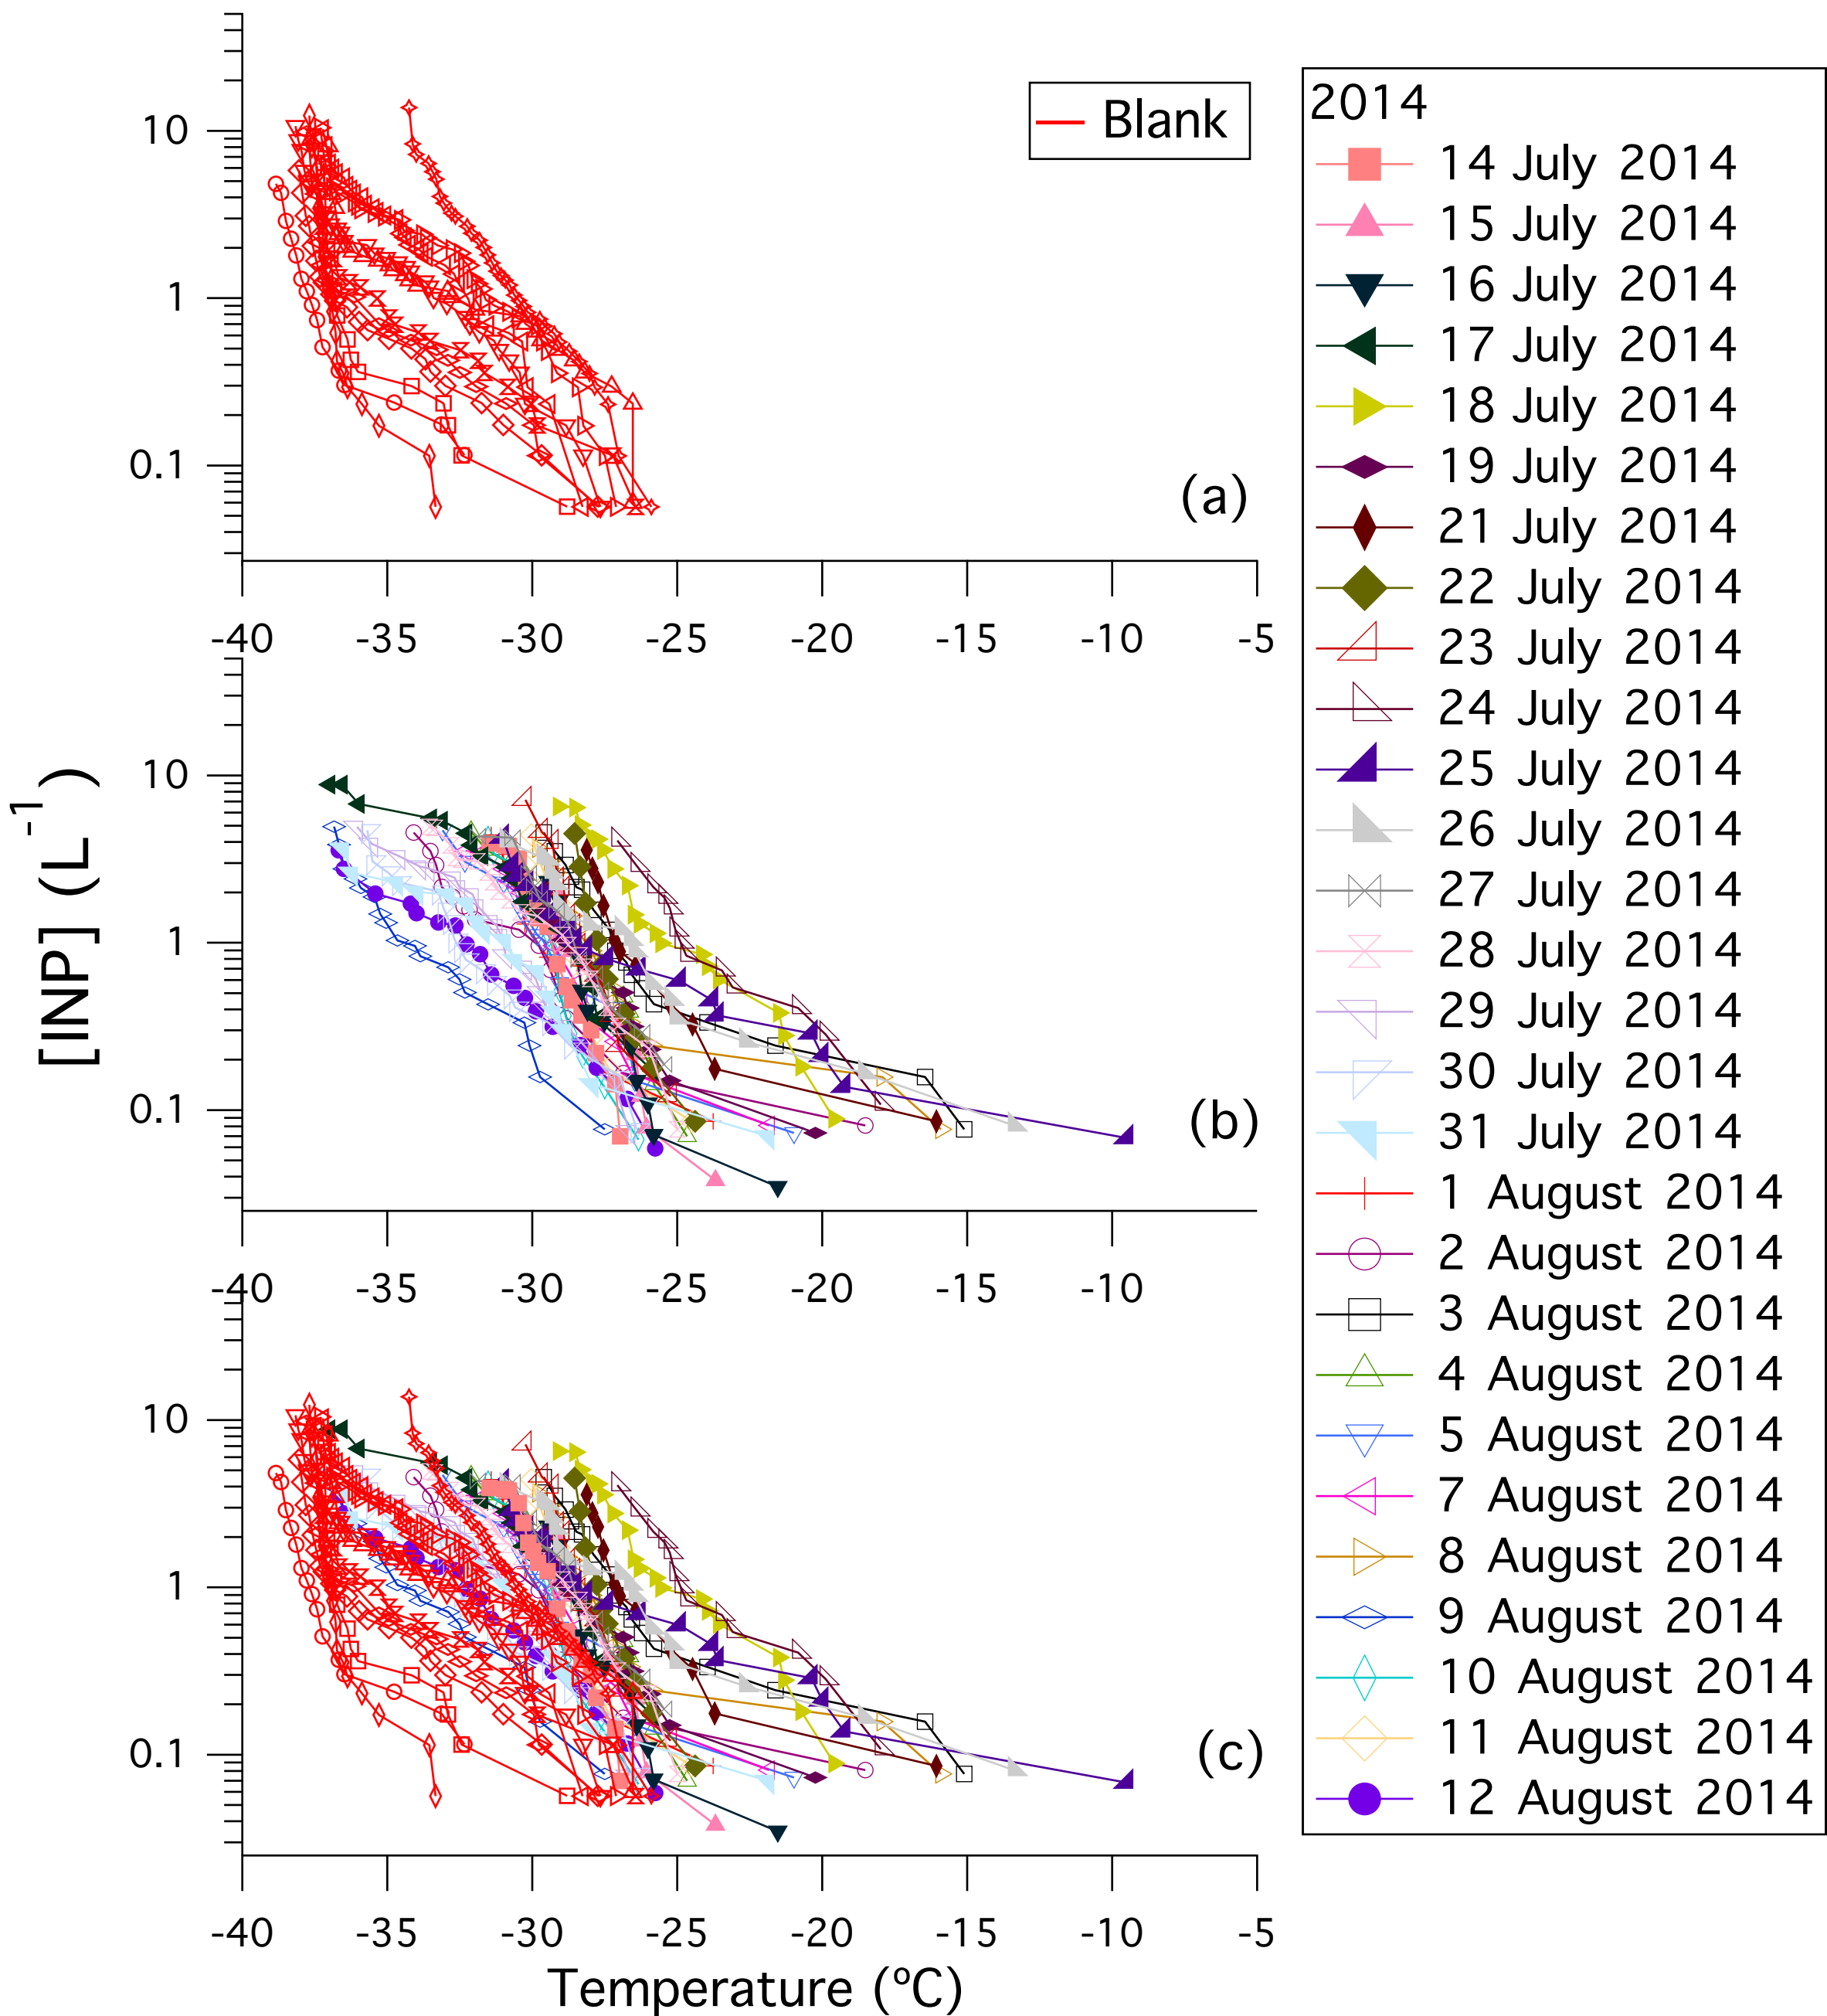 10
1
0.1
Blank
(a)
-40 -35 -30 -25 -20 -15 -10 -5
[INP] (L⁻¹)
10
1
0.1
(b)
-40 -35 -30 -25 -20 -15 -10
10
1
0.1
(c)
-40 -35 -30 -25 -20 -15 -10 -5
Temperature (ºC)
2014
14 July 2014
15 July 2014
16 July 2014
17 July 2014
18 July 2014
19 July 2014
21 July 2014
22 July 2014
23 July 2014
24 July 2014
25 July 2014
26 July 2014
27 July 2014
28 July 2014
29 July 2014
30 July 2014
31 July 2014
1 August 2014
2 August 2014
3 August 2014
4 August 2014
5 August 2014
7 August 2014
8 August 2014
9 August 2014
10 August 2014
11 August 2014
12 August 2014